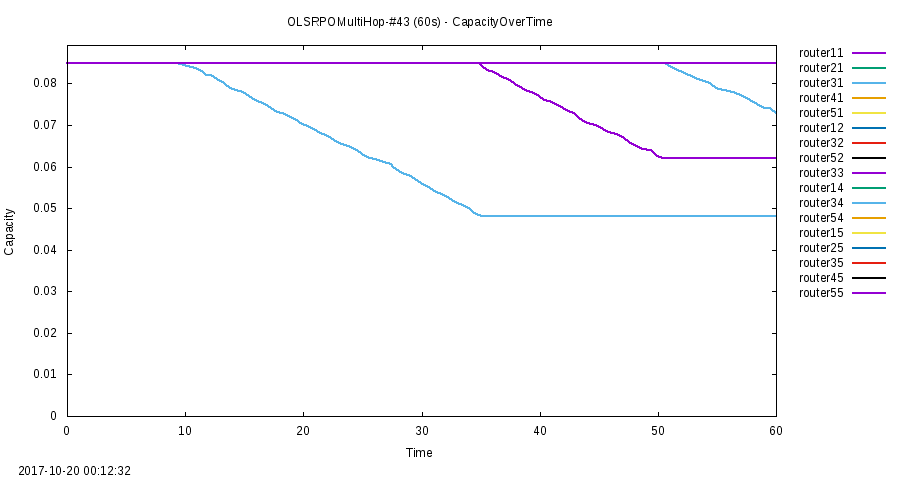 OLSRPOMultiHop-#43 (60s) - CapacityOverTime
router11
router21
router31
router41
router51
router12
router32
router52
router33
router14
router34
router54
router15
router25
router35
router45
router55
Capacity
0.08
0.07
0.06
0.05
0.04
0.03
0.02
0.01
0
0 10 20 30 40 50 60
Time
2017-10-20 00:12:32